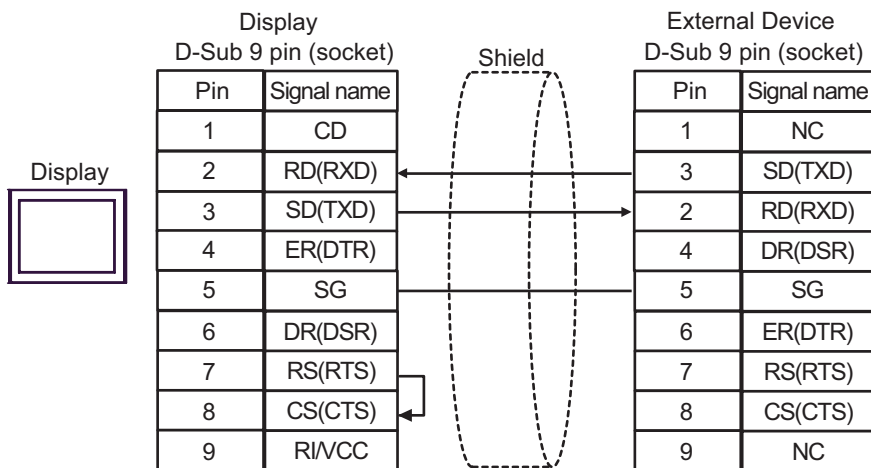 Display
D-Sub 9 pin (socket)
Shield
External Device
D-Sub 9 pin (socket)
Display
Pin Signal name
1 CD
2 RD(RXD)
3 SD(TXD)
4 ER(DTR)
5 SG
6 DR(DSR)
7 RS(RTS)
8 CS(CTS)
9 RI/VCC
Pin Signal name
1 NC
3 SD(TXD)
2 RD(RXD)
4 DR(DSR)
5 SG
6 ER(DTR)
7 RS(RTS)
8 CS(CTS)
9 NC